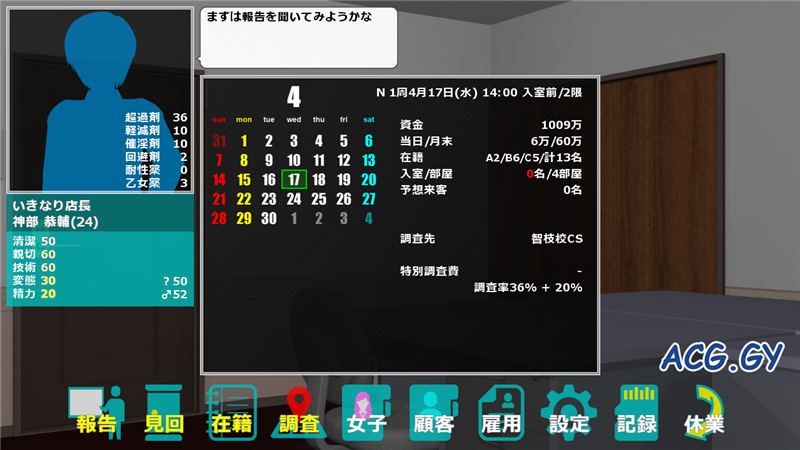 まずは報告を聞いてみようかな
超過剤 36
軽減剤 10
催淫剤 10
回避剤 2
耐性薬 0
乙女薬 3
いきなり店長
神部 恭輔(24)
清潔 50
親切 60
技術 60
変態 30 ? 50
精力 20 ♂52
4
N 1周4月17日(水) 14:00 入室前/2限
sun mon tue wed thu fri sat
31 1 2 3 4 5 6
7 8 9 10 11 12 13
14 15 16 17 18 19 20
21 22 23 24 25 26 27
28 29 30 1 2 3 4
資金 1009万
当日/月末 6万/60万
在籍 A2/B6/C5/計13名
入室/部屋 0名/4部屋
予想来客 0名
調査先 智枝校CS
特別調査費 -
調査率36% + 20%
ACG.GY
報告 見回 在籍 調査 女子 顧客 雇用 設定 記録 休業